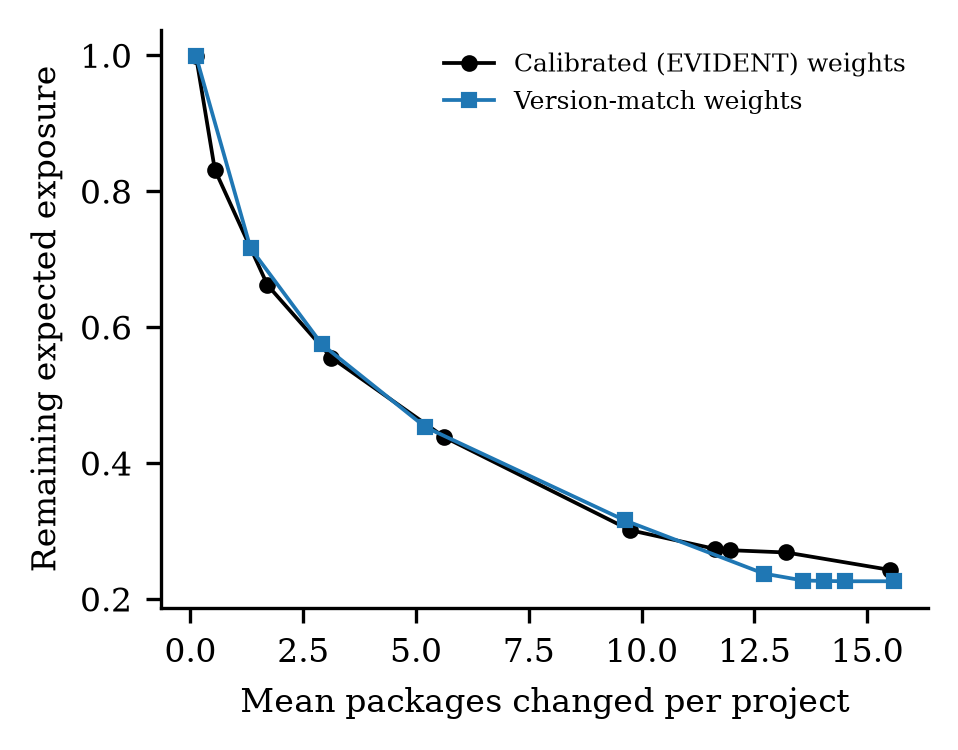 Remaining expected exposure
1.0
0.8
0.6
0.4
0.2
Calibrated (EVIDENT) weights
Version-match weights
0.0 2.5 5.0 7.5 10.0 12.5 15.0
Mean packages changed per project